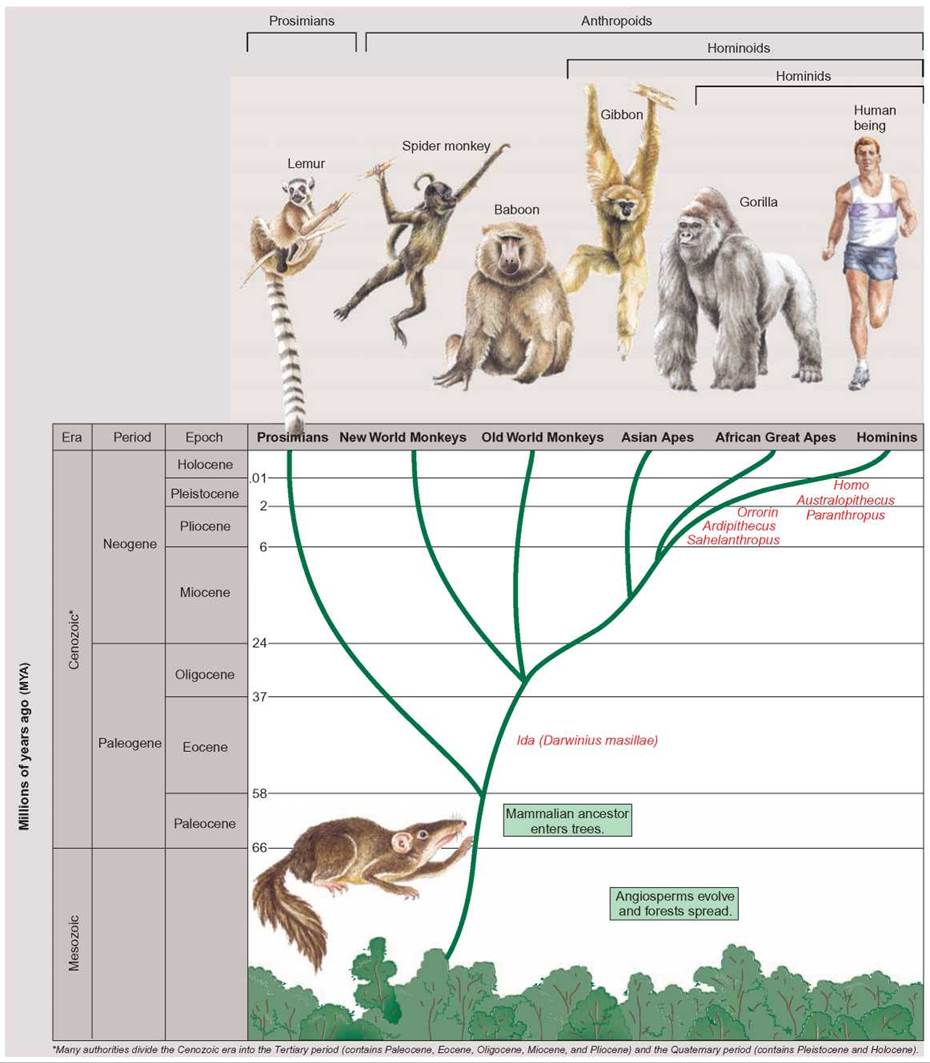 Prosimians
Anthropoids
Hominoids
Hominids
Human
being
Gibbon
Spider monkey
Lemur
Baboon
Gorilla
Era
Period
Epoch
Prosimians
New World Monkeys
Old World Monkeys
Asian Apes
African Great Apes
Hominins
Holocene
.01
Pleistocene
Homo
Australopithecus
Paranthropus
2
Orrorin
Ardipithecus
Sahelanthropus
Pliocene
Neogene
6
Miocene
Cenozoic*
24
Oligocene
37
Paleogene
Eocene
Ida (Darwinius masillae)
58
Millions of years ago (MYA)
Paleocene
Mammalian ancestor
enters trees.
66
Angiosperms evolve
and forests spread.
Mesozoic
*Many authorities divide the Cenozoic era into the Tertiary period (contains Paleocene, Eocene, Oligocene, Miocene, and Pliocene) and the Quaternary period (contains Pleistocene and Holocene).